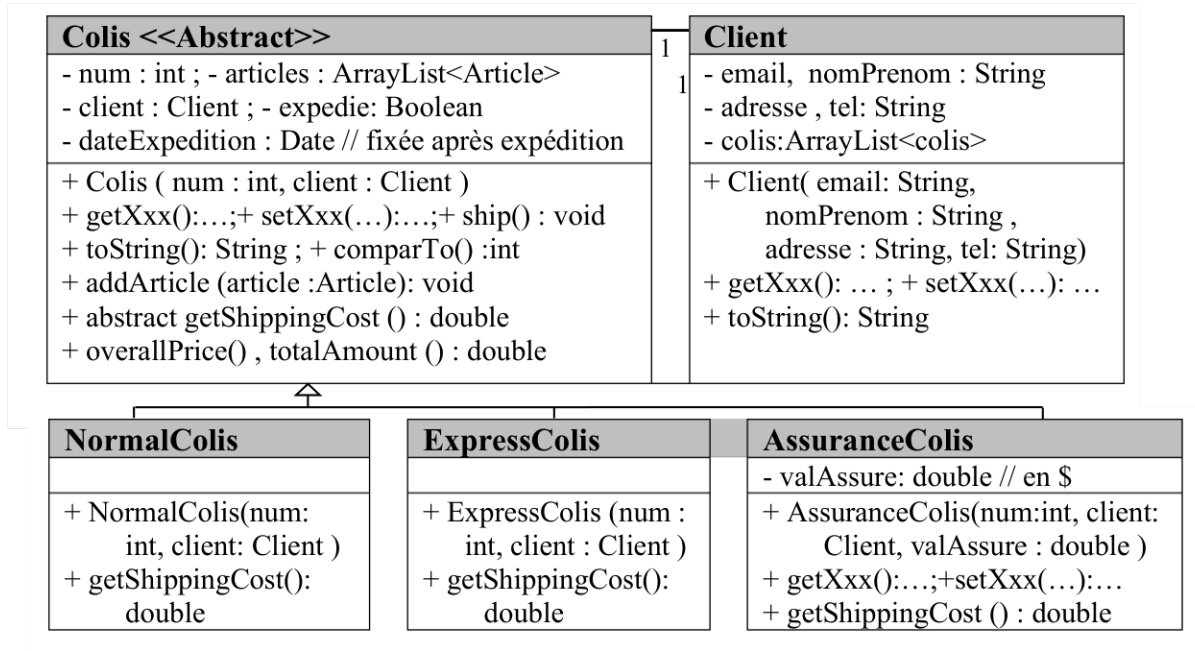 Colis <<Abstract>>
- num : int ; - articles : ArrayList<Article>
- client : Client ; - expedie: Boolean
- dateExpedition : Date // fixée après expédition
+ Colis ( num : int, client : Client )
+ getXxx():…;+ setXxx(…):…;+ ship() : void
+ toString(): String ; + comparTo() :int
+ addArticle (article :Article): void
+ abstract getShippingCost () : double
+ overallPrice() , totalAmount () : double
1
1
Client
- email, nomPrenom : String
- adresse , tel: String
- colis:ArrayList<colis>
+ Client( email: String,
nomPrenom : String ,
adresse : String, tel: String)
+ getXxx(): … ; + setXxx(…): …
+ toString(): String
NormalColis
+ NormalColis(num:
int, client: Client )
+ getShippingCost():
double
ExpressColis
+ ExpressColis (num :
int, client : Client )
+ getShippingCost():
double
AssuranceColis
- valAssure: double // en $
+ AssuranceColis(num:int, client:
Client, valAssure : double )
+ getXxx():…;+setXxx(…):…
+ getShippingCost () : double